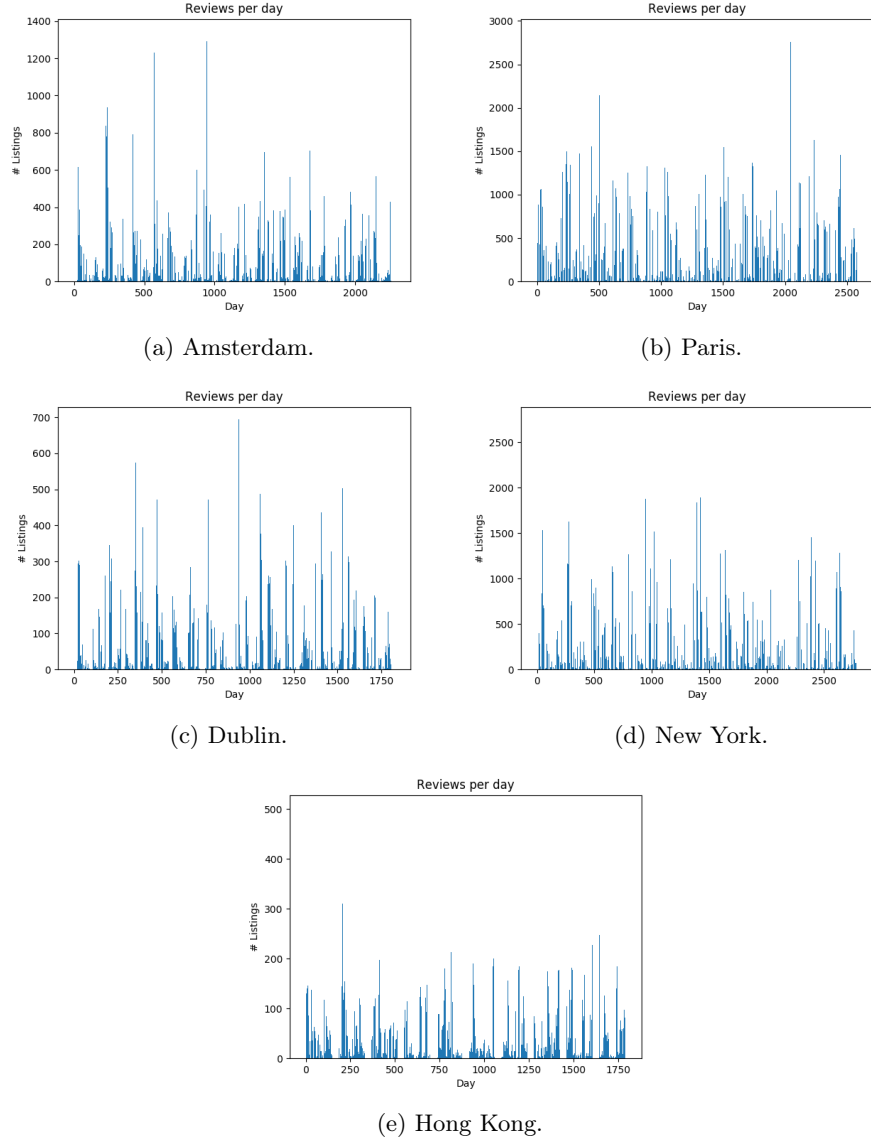 Reviews per day
1400
1200
1000
800
600
400
200
0
# Listings
0 500 1000 1500 2000
Day
(a) Amsterdam.
Reviews per day
3000
2500
2000
1500
1000
500
0
# Listings
0 500 1000 1500 2000 2500
Day
(b) Paris.
Reviews per day
700
600
500
400
300
200
100
0
# Listings
0 250 500 750 1000 1250 1500 1750
Day
(c) Dublin.
Reviews per day
2500
2000
1500
1000
500
0
# Listings
0 500 1000 1500 2000 2500
Day
(d) New York.
Reviews per day
500
400
300
200
100
0
# Listings
0 250 500 750 1000 1250 1500 1750
Day
(e) Hong Kong.